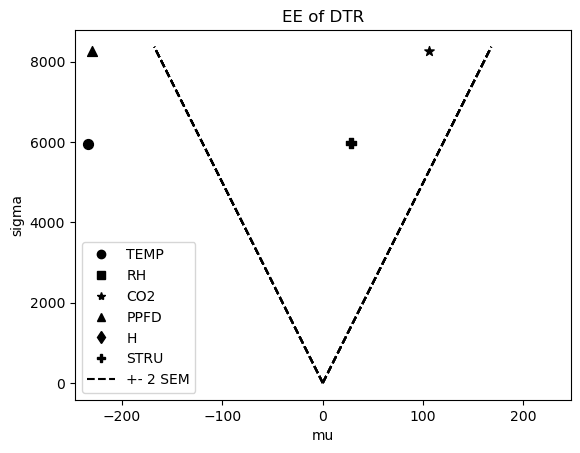 EE of DTR
8000
6000
4000
2000
0
sigma
TEMP
RH
CO2
PPFD
H
STRU
+- 2 SEM
−200
−100
0
100
200
mu